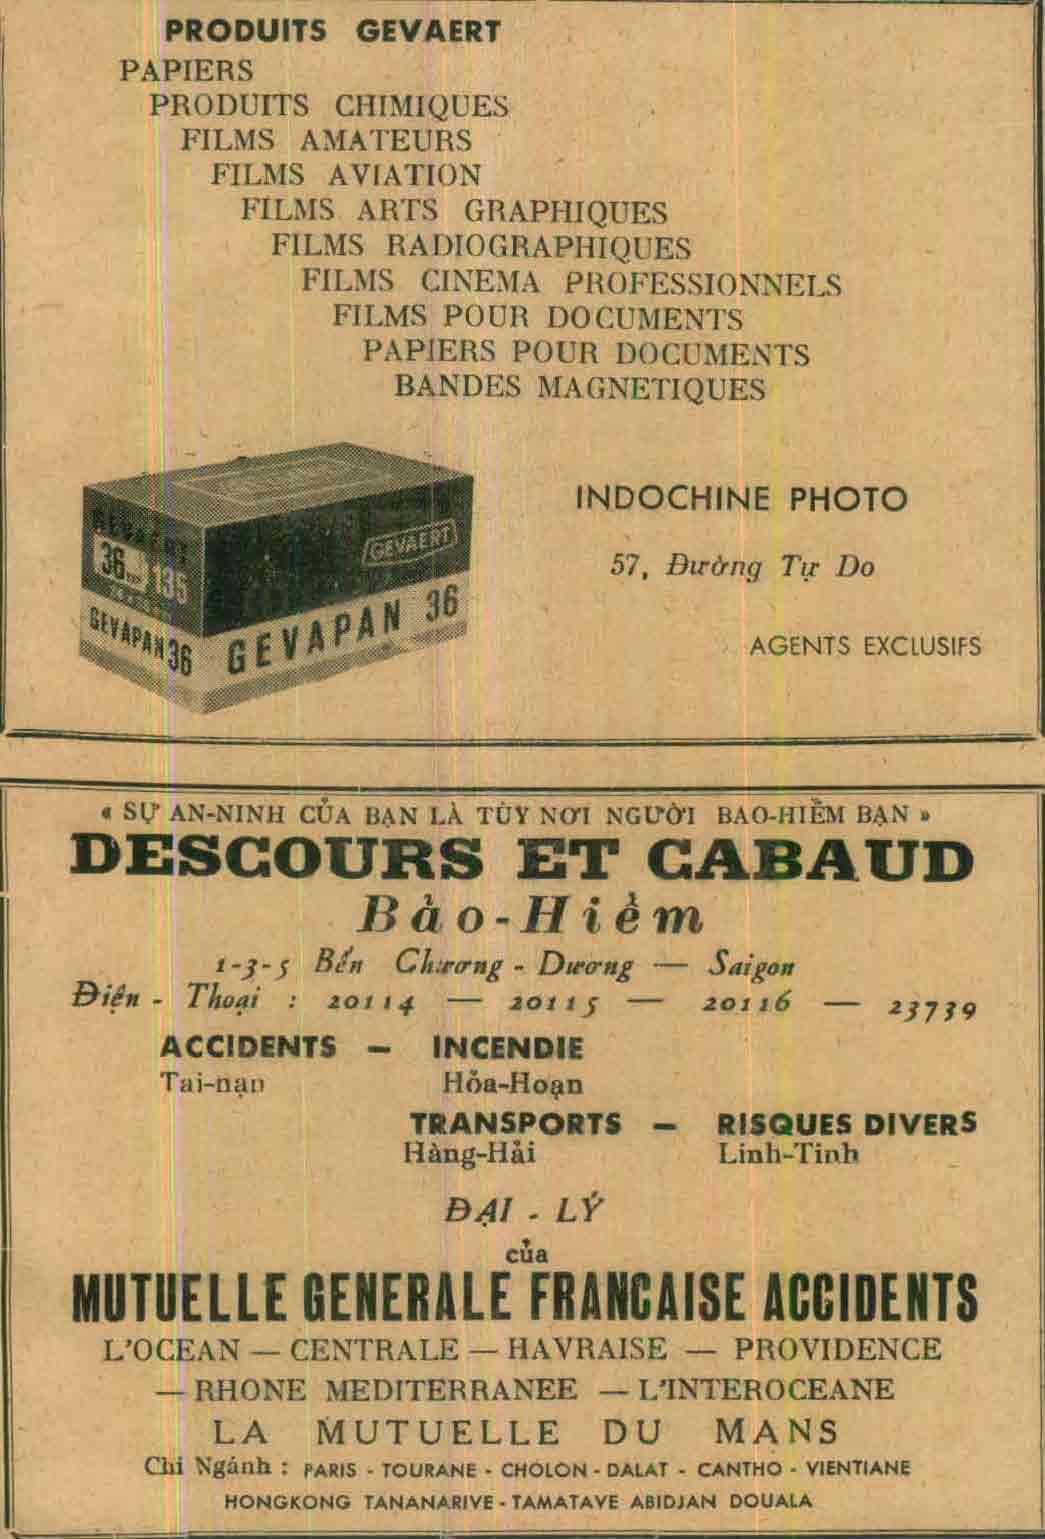 PRODUITS GEVAERT
PAPIERS
PRODUITS CHIMIQUES
FILMS AMATEURS
FILMS AVIATION
FILMS ARTS GRAPHIQUES
FILMS RADIOGRAPHIQUES
FILMS CINEMA PROFESSIONNELS
FILMS POUR DOCUMENTS
PAPIERS POUR DOCUMENTS
BANDES MAGNETIQUES
GEVAERT
36 135
GEVAPAN 36
GEVAERT
GEVAPAN 36
INDOCHINE PHOTO
57, Đường Tự Do
AGENTS EXCLUSIFS
« SỰ AN-NINH CỦA BẠN LÀ TÙY NƠI NGƯỜI BAO-HIỂM BẠN »
DESCOURS ET CABAUD
Bảo-Hiểm
1-3-5 Bến Chương - Dương — Saigon
Điện - Thoại : 20114 — 20115 — 20116 — 23739
ACCIDENTS — INCENDIE
Tai-nạn Hỏa-Hoạn
TRANSPORTS — RISQUES DIVERS
Hàng-Hải Linh-Tinh
ĐẠI - LÝ
của
MUTUELLE GENERALE FRANCAISE ACCIDENTS
L'OCEAN — CENTRALE — HAVRAISE — PROVIDENCE
— RHONE MEDITERRANEE — L'INTEROCEANE
LA MUTUELLE DU MANS
Chi Ngánh : PARIS - TOURANE - CHOLON - DALAT - CANTHO - VIENTIANE
HONGKONG TANANARIVE - TAMATAVE ABIDJAN DOUALA